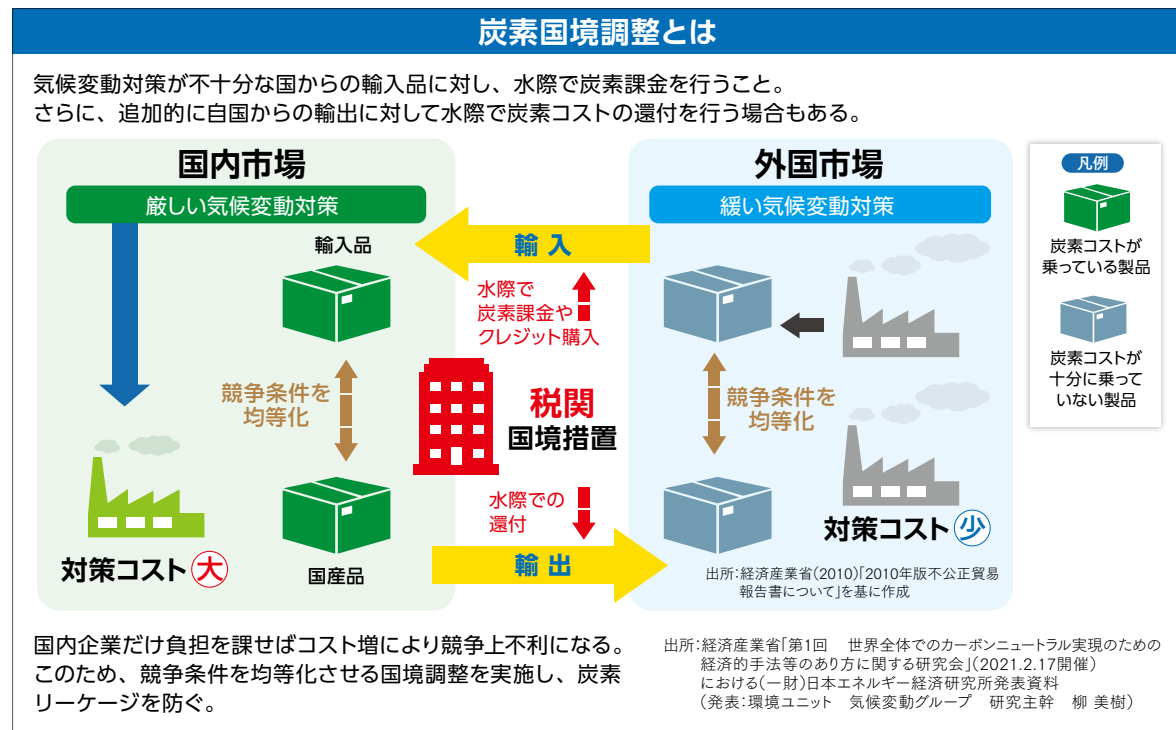 炭素国境調整とは
気候変動対策が不十分な国からの輸入品に対し、水際で炭素課金を行うこと。
さらに、追加的に自国からの輸出に対して水際で炭素コストの還付を行う場合もある。
国内市場
厳しい気候変動対策
輸入品
競争条件を
均等化
対策コスト大
国産品
輸入
水際で
炭素課金や
クレジット購入
税関
国境措置
水際での
還付
輸出
外国市場
緩い気候変動対策
競争条件を
均等化
対策コスト少
出所:経済産業省(2010)「2010年版不公正貿易
報告書について」を基に作成
凡例
炭素コストが
乗っている製品
炭素コストが
十分に乗って
いない製品
国内企業だけ負担を課せばコスト増により競争上不利になる。
このため、競争条件を均等化させる国境調整を実施し、炭素
リーケージを防ぐ。
出所:経済産業省「第1回 世界全体でのカーボンニュートラル実現のための
経済的手法等のあり方に関する研究会」(2021.2.17開催)
における(一財)日本エネルギー経済研究所発表資料
(発表:環境ユニット 気候変動グループ 研究主幹 柳 美樹)